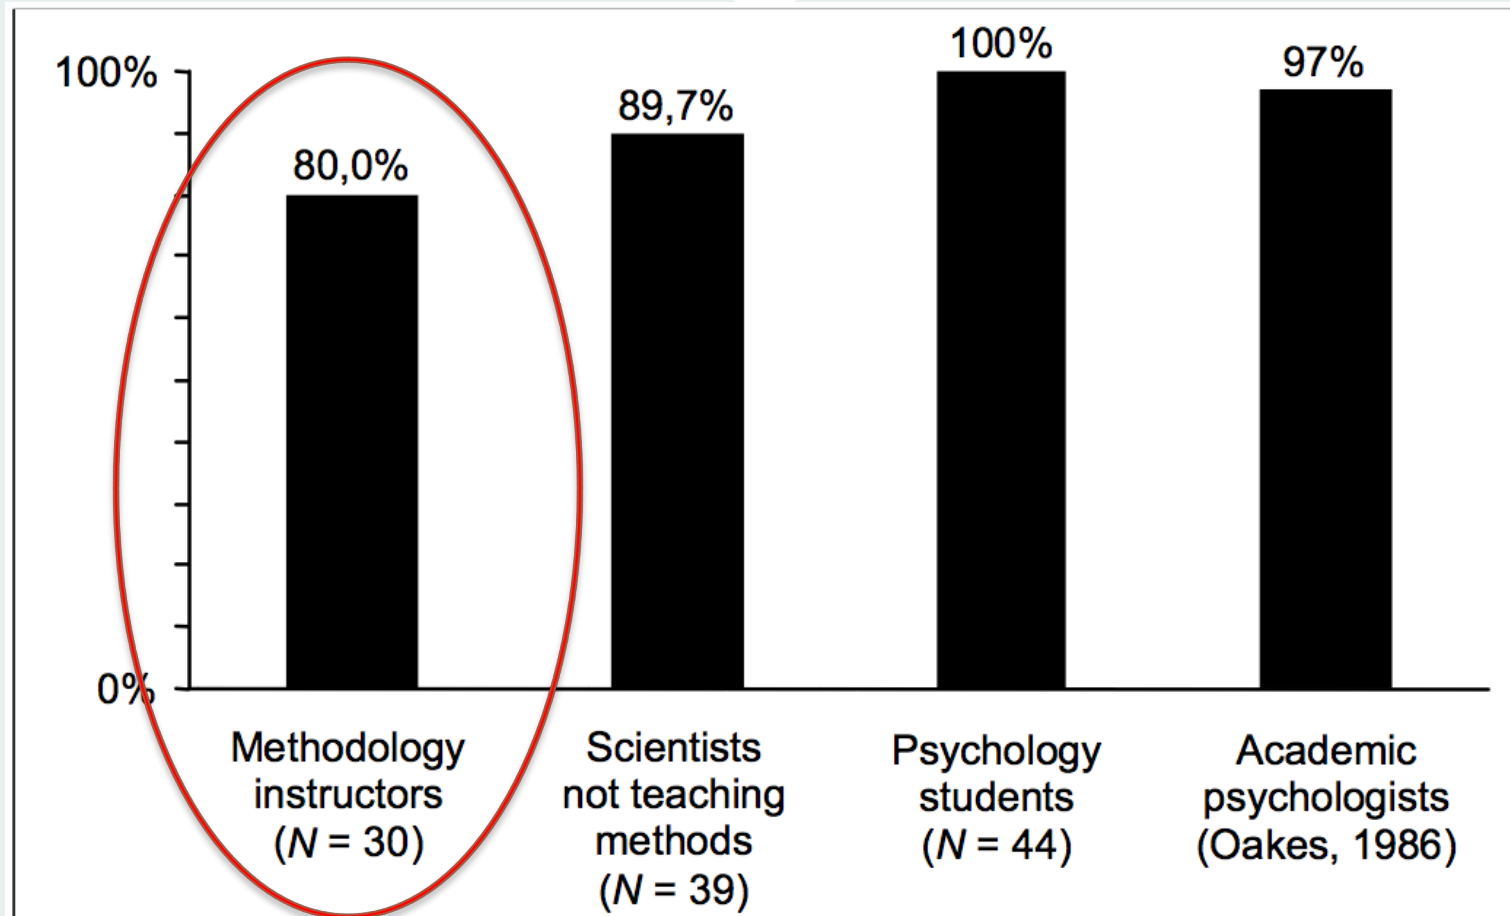 100%
80,0%
89,7%
100%
97%
0%
Methodology
instructors
(N = 30)
Scientists
not teaching
methods
(N = 39)
Psychology
students
(N = 44)
Academic
psychologists
(Oakes, 1986)